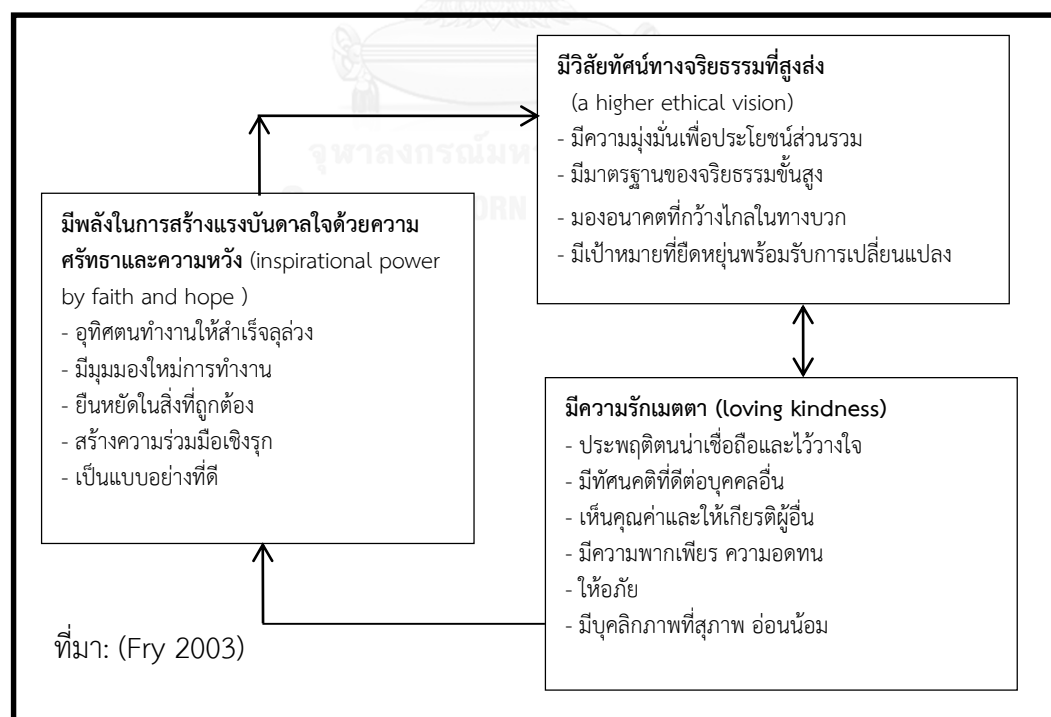 มีวิสัยทัศน์ทางจริยธรรมที่สูงส่ง
(a higher ethical vision)
- มีความมุ่งมั่นเพื่อประโยชน์ส่วนรวม
- มีมาตรฐานของจริยธรรมขั้นสูง
- มองอนาคตที่กว้างไกลในทางบวก
- มีเป้าหมายที่ยืดหยุ่นพร้อมรับการเปลี่ยนแปลง
มีพลังในการสร้างแรงบันดาลใจด้วยความ
ศรัทธาและความหวัง (inspirational power
by faith and hope )
- อุทิศตนทำงานให้สำเร็จลุล่วง
- มีมุมมองใหม่การทำงาน
- ยืนหยัดในสิ่งที่ถูกต้อง
- สร้างความร่วมมือเชิงรุก
- เป็นแบบอย่างที่ดี
มีความรักเมตตา (loving kindness)
- ประพฤติตนน่าเชื่อถือและไว้วางใจ
- มีทัศนคติที่ดีต่อบุคคลอื่น
- เห็นคุณค่าและให้เกียรติผู้อื่น
- มีความพากเพียร ความอดทน
- ให้อภัย
- มีบุคลิกภาพที่สุภาพ อ่อนน้อม
ที่มา: (Fry 2003)